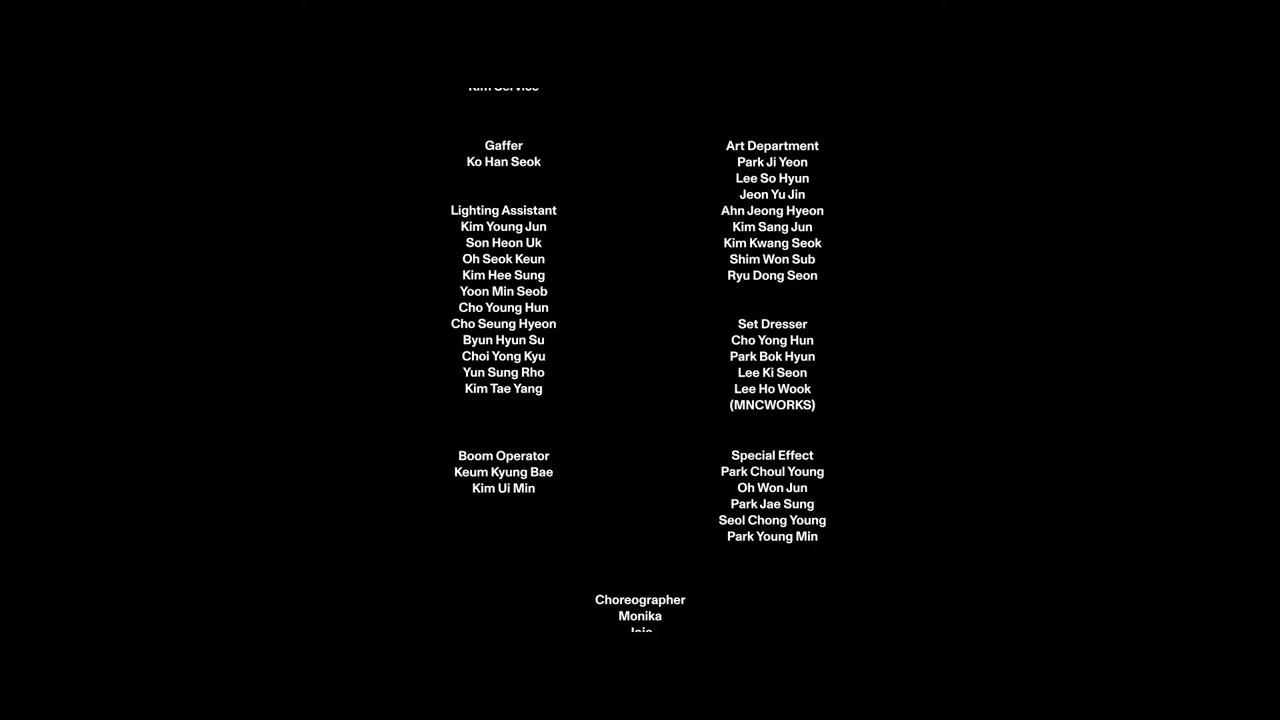 Gaffer
Ko Han Seok
Lighting Assistant
Kim Young Jun
Son Heon Uk
Oh Seok Keun
Kim Hee Sung
Yoon Min Seob
Cho Young Hun
Cho Seung Hyeon
Byun Hyun Su
Choi Yong Kyu
Yun Sung Rho
Kim Tae Yang
Boom Operator
Keum Kyung Bae
Kim Ui Min
Art Department
Park Ji Yeon
Lee So Hyun
Jeon Yu Jin
Ahn Jeong Hyeon
Kim Sang Jun
Kim Kwang Seok
Shim Won Sub
Ryu Dong Seon
Set Dresser
Cho Yong Hun
Park Bok Hyun
Lee Ki Seon
Lee Ho Wook
(MNCWORKS)
Special Effect
Park Choul Young
Oh Won Jun
Park Jae Sung
Seol Chong Young
Park Young Min
Choreographer
Monika